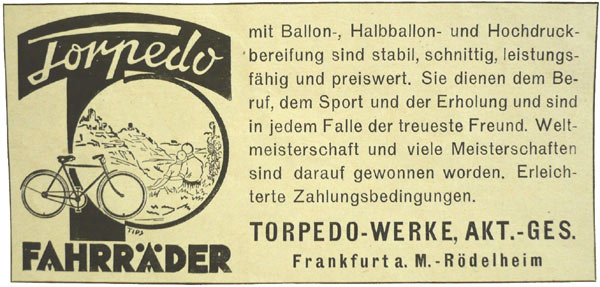 Torpedo
FAHRRÄDER
mit Ballon-, Halbballon- und Hochdruck-
bereifung sind stabil, schnittig, leistungs-
fähig und preiswert. Sie dienen dem Be-
ruf, dem Sport und der Erholung und sind
in jedem Falle der treueste Freund. Welt-
meisterschaft und viele Meisterschaften
sind darauf gewonnen worden. Erleich-
terte Zahlungsbedingungen.
TORPEDO-WERKE, AKT.-GES.
Frankfurt a. M.-Rödelheim